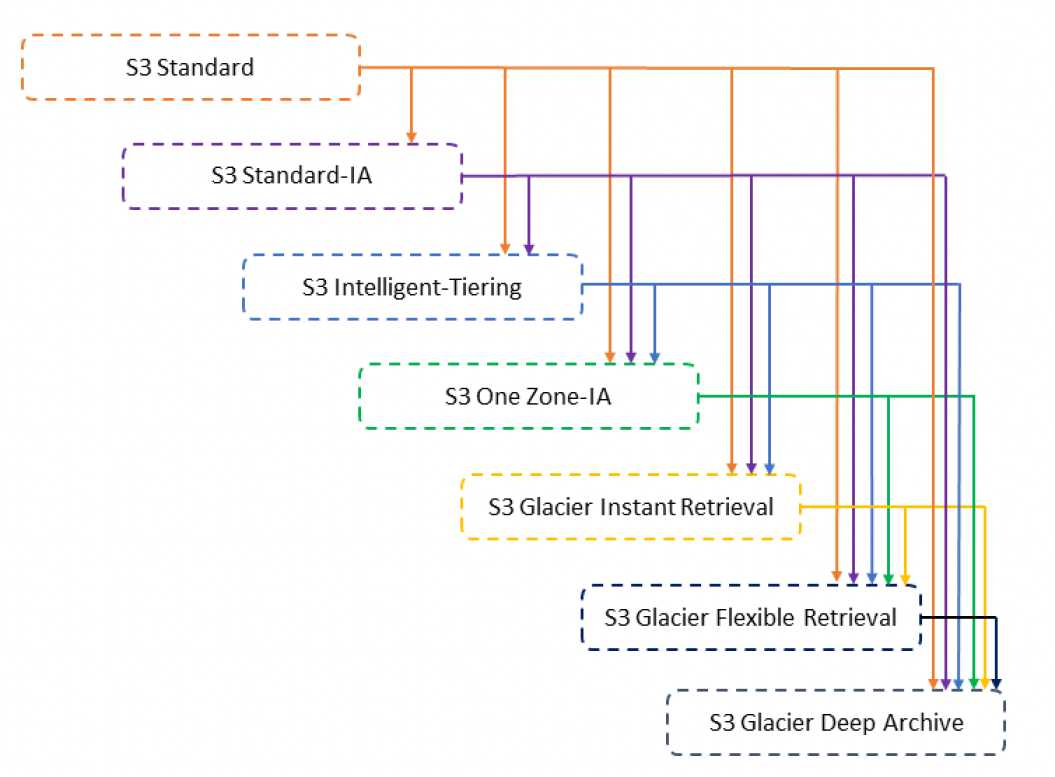 S3 Standard
S3 Standard-IA
S3 Intelligent-Tiering
S3 One Zone-IA
S3 Glacier Instant Retrieval
S3 Glacier Flexible Retrieval
S3 Glacier Deep Archive